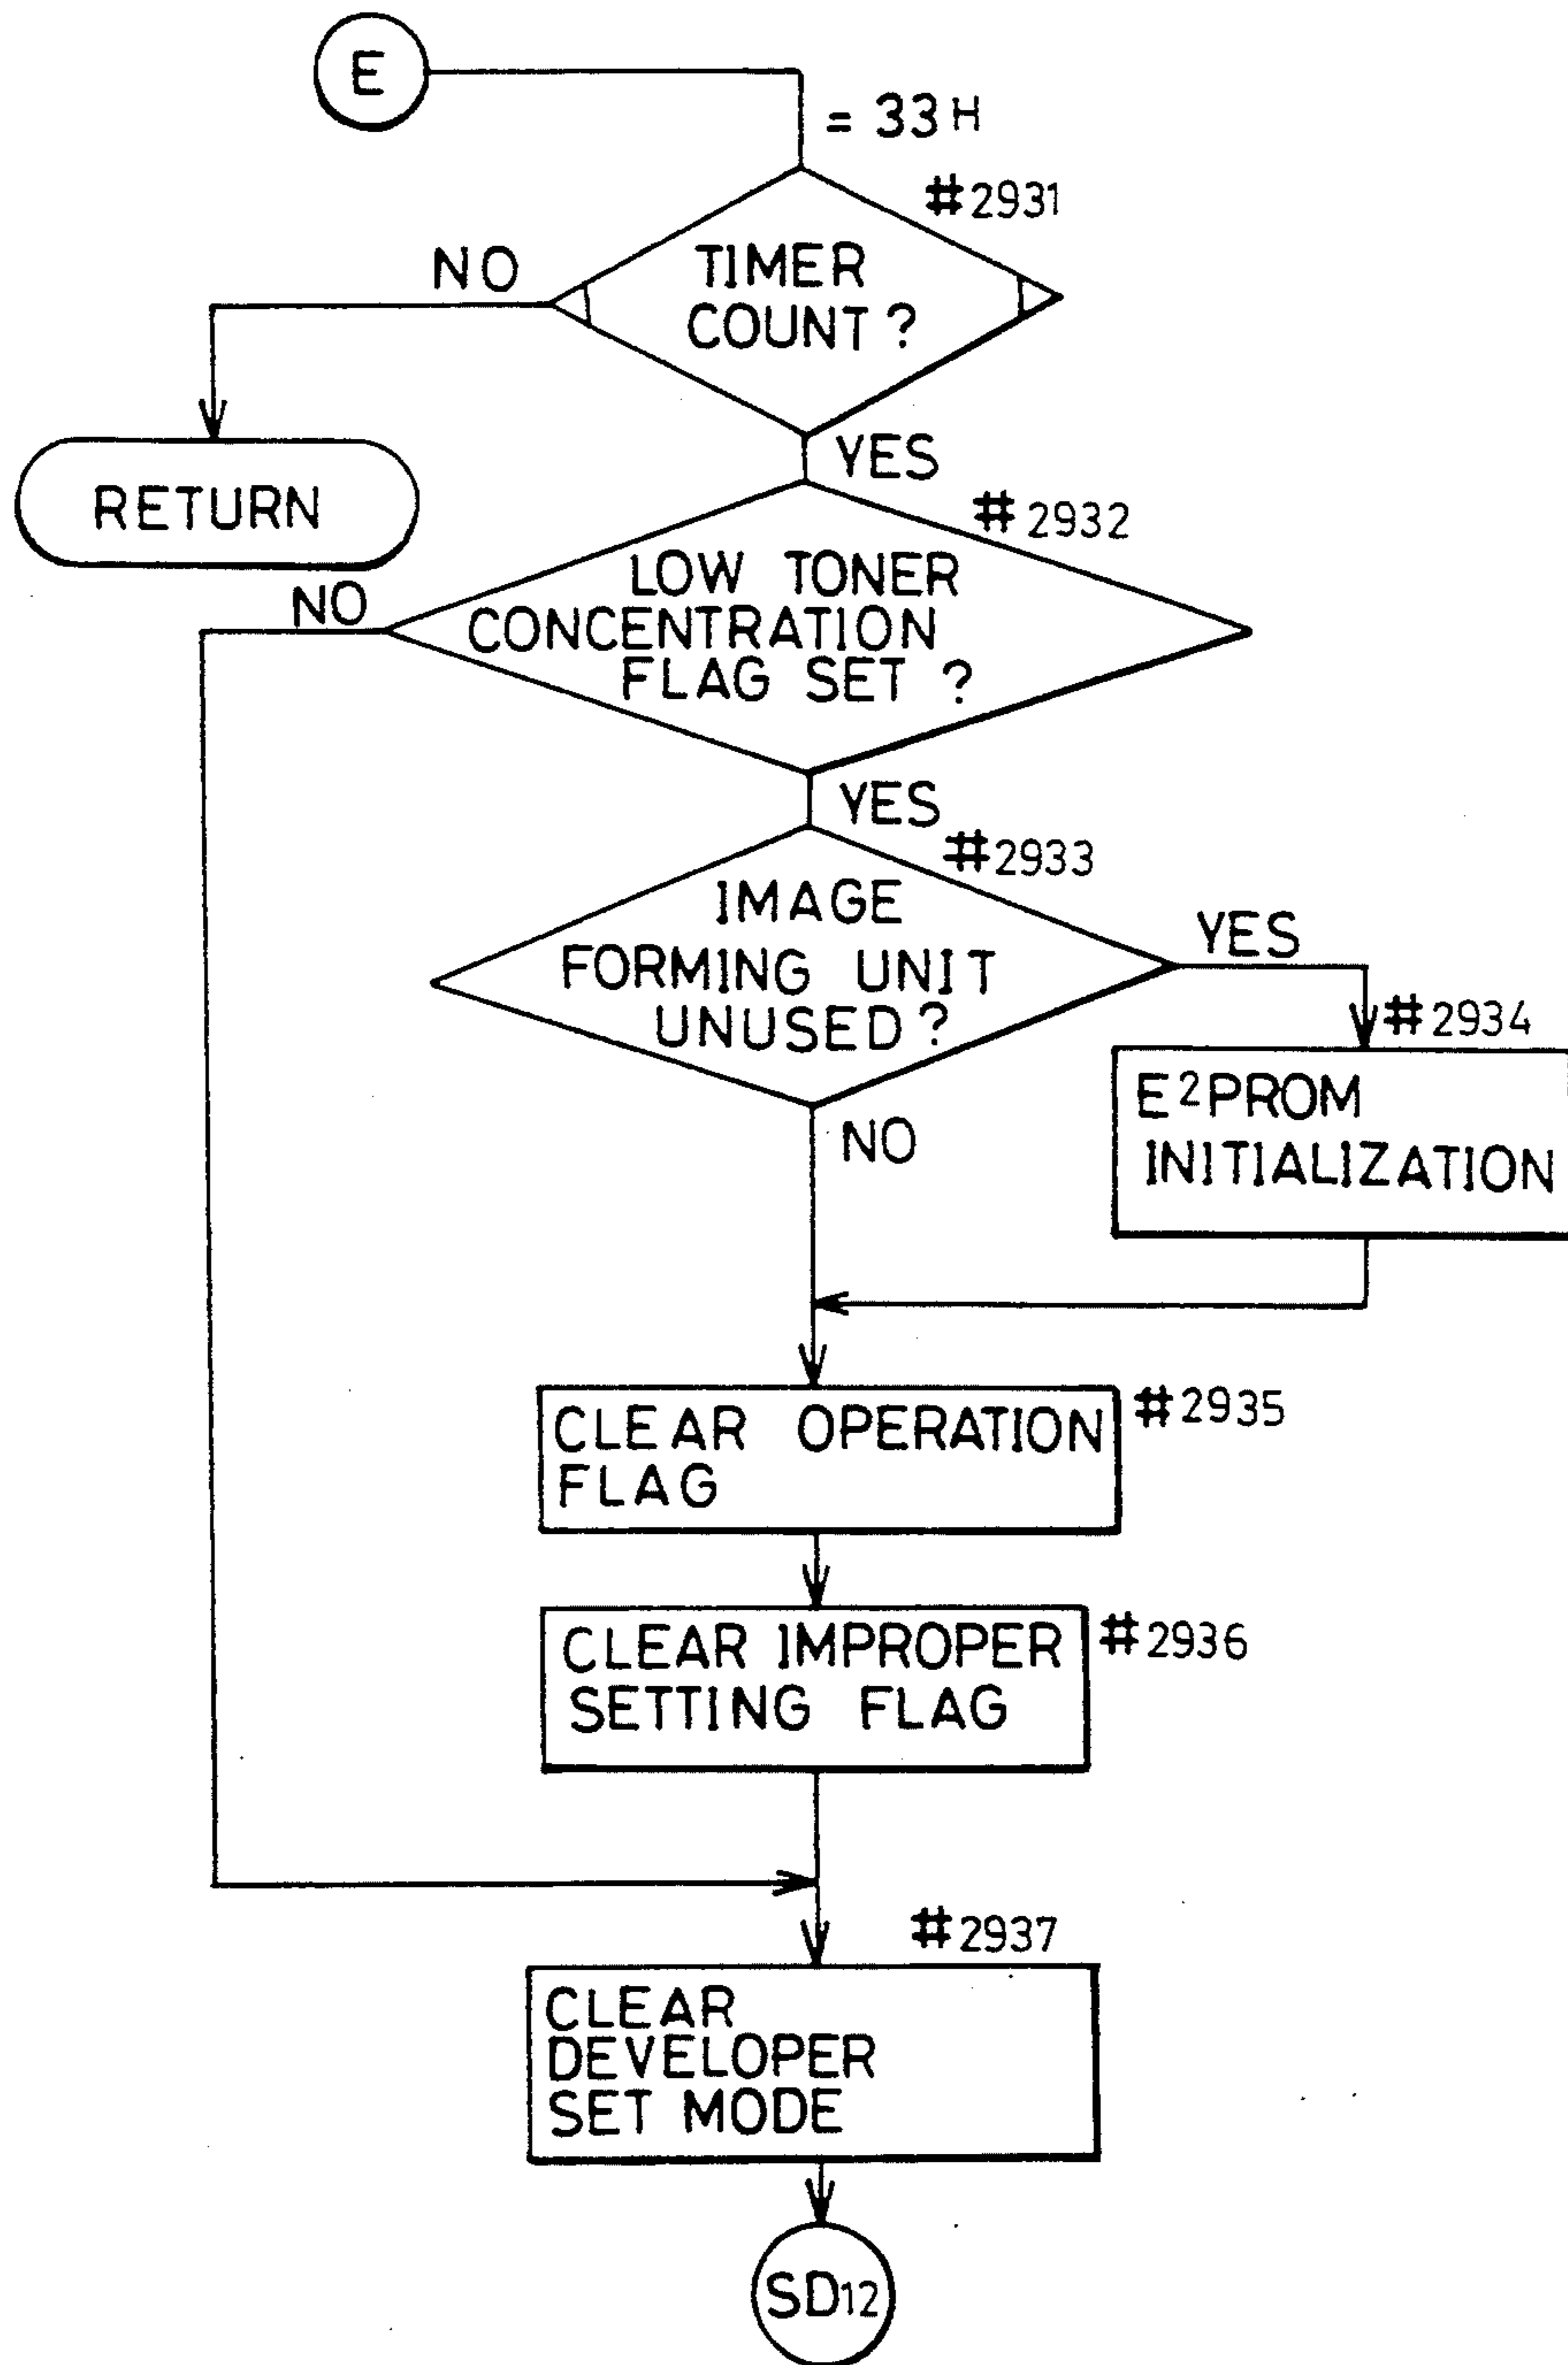 E
= 33H
#2931
NO
TIMER
COUNT?
YES
RETURN
#2932
NO
LOW TONER
CONCENTRATION
FLAG SET ?
YES
#2933
IMAGE
FORMING UNIT
UNUSED?
YES
#2934
E2PROM
INITIALIZATION
NO
CLEAR OPERATION
FLAG
#2935
CLEAR IMPROPER
SETTING FLAG
#2936
#2937
CLEAR
DEVELOPER
SET MODE
SD12